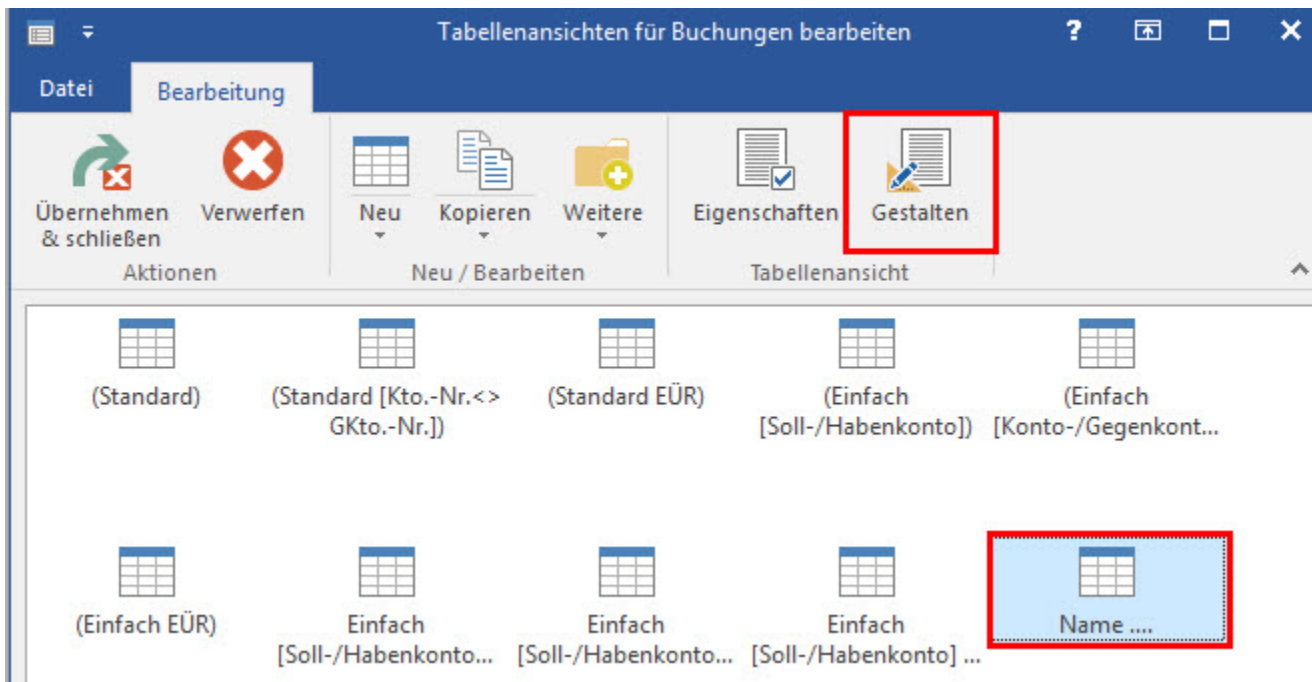 Tabellenansichten für Buchungen bearbeiten ?
Datei Bearbeitung
Übernehmen & schließen
Verwerfen
Neu
Kopieren
Weitere
Eigenschaften
Gestalten
Aktionen
Neu / Bearbeiten
Tabellenansicht
(Standard)
(Standard [Kto.-Nr.<>
GKto.-Nr.])
(Standard EÜR)
(Einfach
[Soll-/Habenkonto])
(Einfach
[Konto-/Gegenkont...
(Einfach EÜR)
Einfach
[Soll-/Habenkonto...
Einfach
[Soll-/Habenkonto...
Einfach
[Soll-/Habenkonto] ...
Name ....